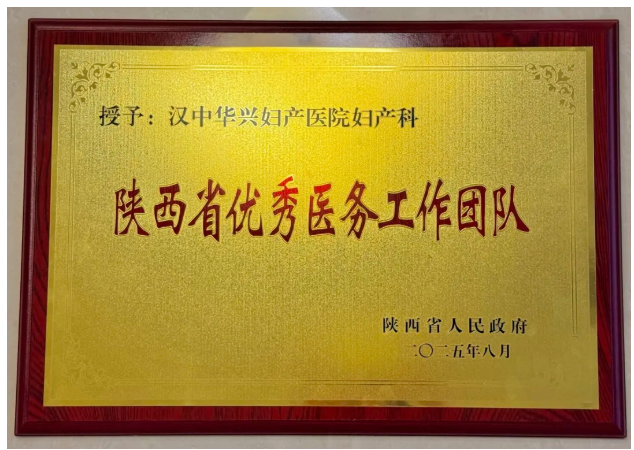 授予：汉中华兴妇产医院妇产科
陕西省优秀医务工作团队
陕西省人民政府
二〇二五年八月